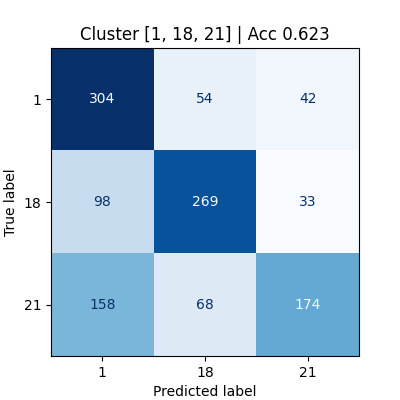 Cluster [1, 18, 21] | Acc 0.623
True label
1
304 54 42
18
98 269 33
21
158 68 174
1 18 21
Predicted label